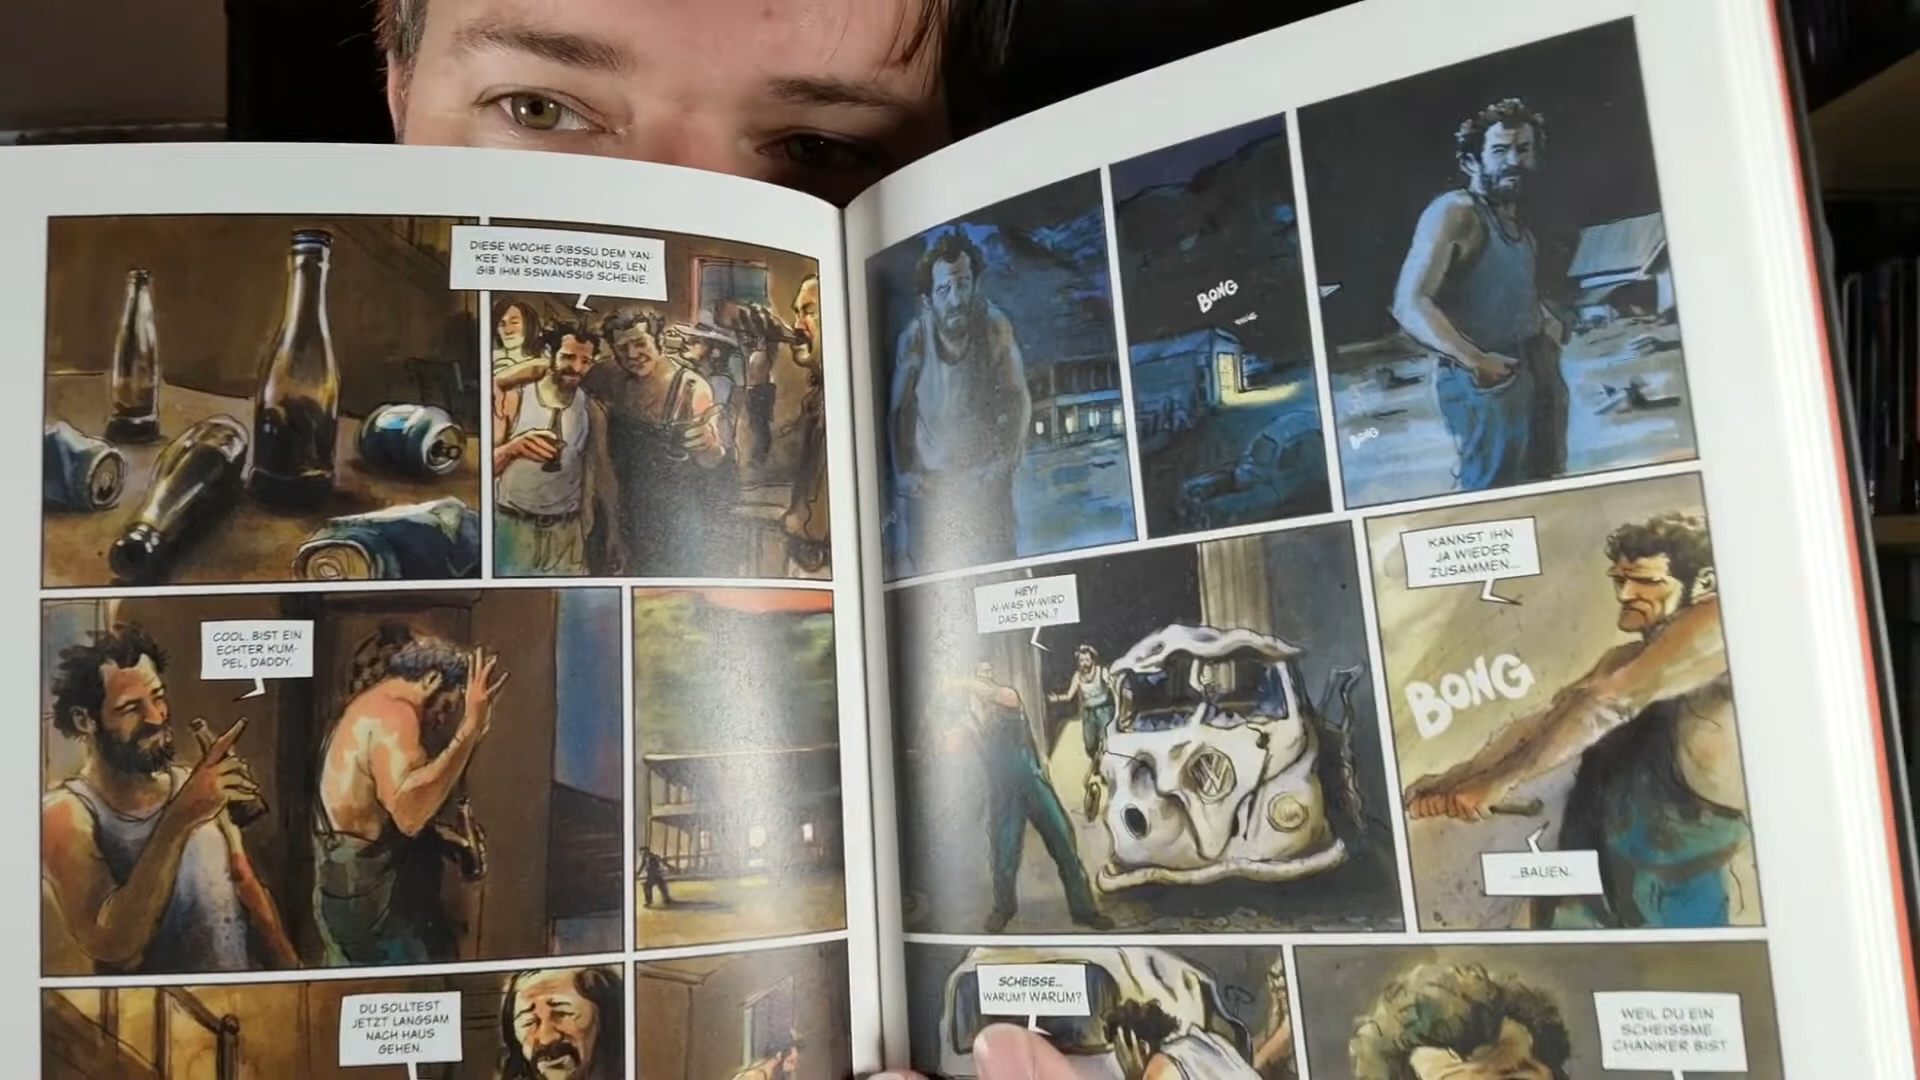 DIESE WOCHE GIBSSU DEM YAN-
KEE 'NEN SONDERBONUS, LEN.
GIB IHM SSWANSSIG SCHEINE.
COOL. BIST EIN
ECHTER KUM-
PEL, DADDY.
DU SOLLTEST
JETZT LANGSAM
NACH HAUS
GEHEN.
BONG
BONG
HEY!
W-WAS W-WIRD
DAS DENN..?
KANNST IHN
JA WIEDER
ZUSAMMEN...
BONG
...BAUEN.
SCHEISSE...
WARUM? WARUM?
WEIL DU EIN
SCHEISSME-
CHANIKER BIST